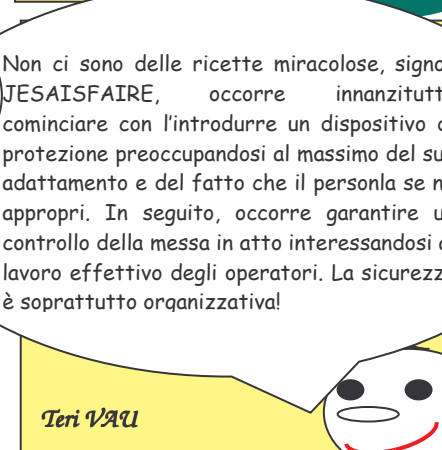 Non ci sono delle ricette miracolose, signo
JESAISFAIRE, occorre innanzitutt
cominciare con l'introdurre un dispositivo d
protezione preoccupandosi al massimo del su
adattamento e del fatto che il personla se n
appropri. In seguito, occorre garantire u
controllo della messa in atto interessandosi a
lavoro effettivo degli operatori. La sicurezz
è soprattutto organizzativa!
Teri VAU